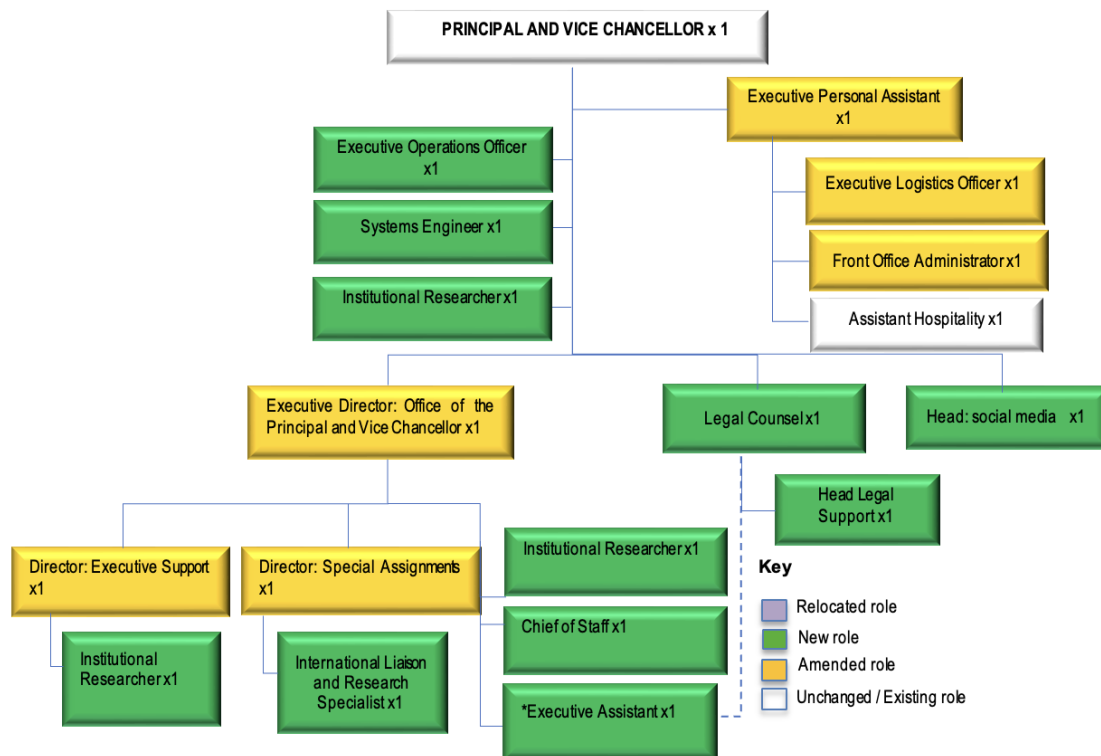 PRINCIPAL AND VICE CHANCELLOR x 1
Executive Personal Assistant
x1
Executive Operations Officer
x1
Executive Logistics Officer x1
Systems Engineer x1
Front Office Administrator x1
Institutional Researcher x1
Assistant Hospitality x1
Executive Director: Office of the
Principal and Vice Chancellor x1
Legal Counsel x1
Head: social media x1
Head Legal
Support x1
Director: Executive Support
x1
Director: Special Assignments
x1
Institutional Researcher x1
Chief of Staff x1
*Executive Assistant x1
Institutional
Researcher x1
International Liaison
and Research
Specialist x1
Key
Relocated role
New role
Amended role
Unchanged / Existing role